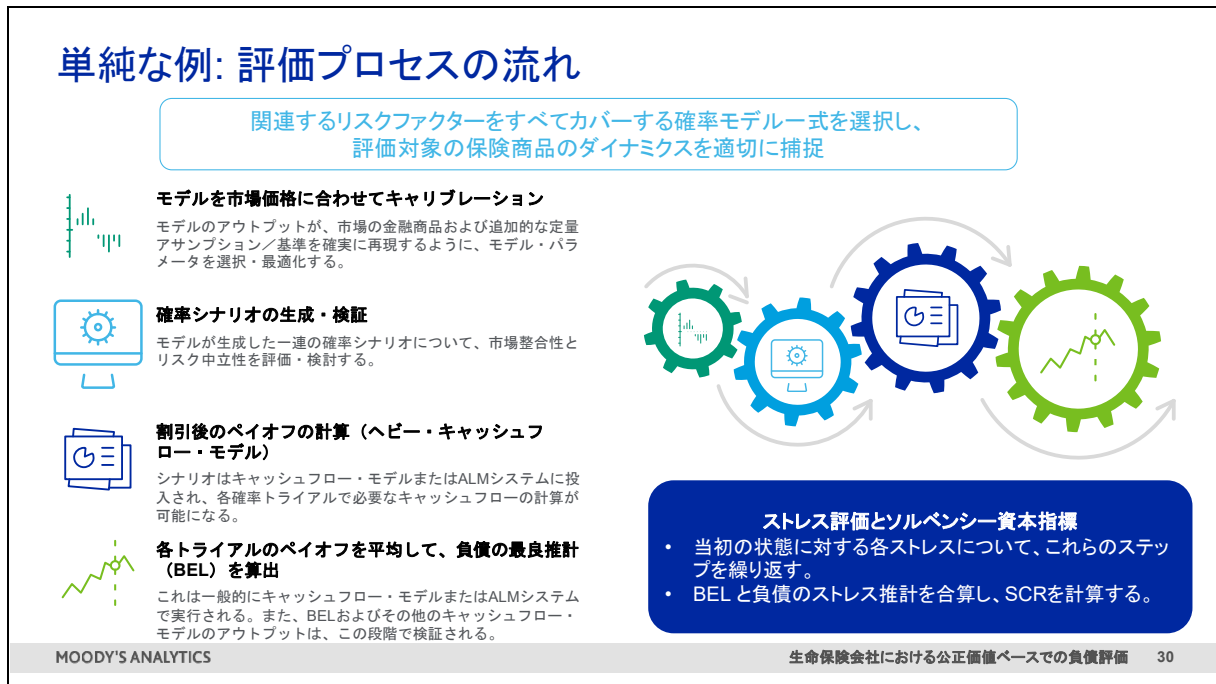 単純な例: 評価プロセスの流れ
関連するリスクファクターをすべてカバーする確率モデル一式を選択し、
評価対象の保険商品のダイナミクスを適切に捕捉
モデルを市場価格に合わせてキャリブレーション
モデルのアウトプットが、市場の金融商品および追加的な定量
アサンプション／基準を確実に再現するように、モデル・パラ
メータを選択・最適化する。
確率シナリオの生成・検証
モデルが生成した一連の確率シナリオについて、市場整合性と
リスク中立性を評価・検討する。
割引後のペイオフの計算（ヘビー・キャッシュフ
ロー・モデル）
シナリオはキャッシュフロー・モデルまたはALMシステムに投
入され、各確率トライアルで必要なキャッシュフローの計算が
可能になる。
各トライアルのペイオフを平均して、負債の最良推計
（BEL）を算出
これは一般的にキャッシュフロー・モデルまたはALMシステム
で実行される。また、BELおよびその他のキャッシュフロー・
モデルのアウトプットは、この段階で検証される。
ストレス評価とソルベンシー資本指標
• 当初の状態に対する各ストレスについて、これらのステッ
プを繰り返す。
• BEL と負債のストレス推計を合算し、SCRを計算する。
MOODY'S ANALYTICS
生命保険会社における公正価値ベースでの負債評価 30